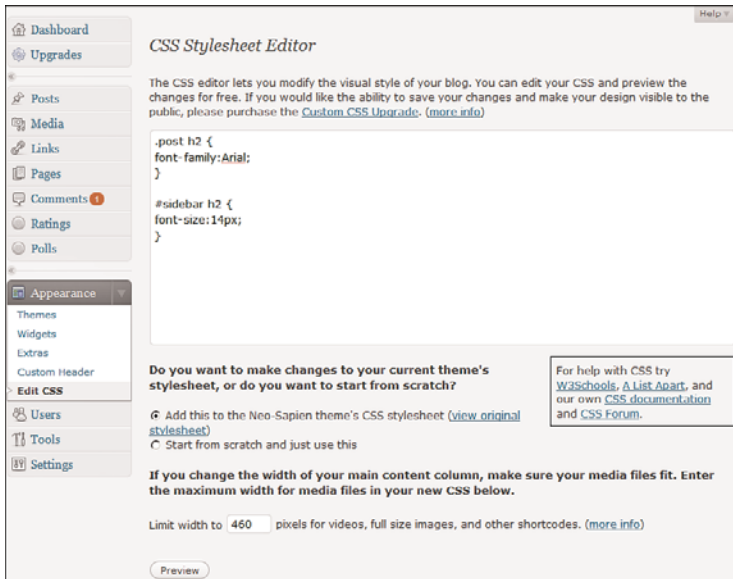 Help
Dashboard
Upgrades
Posts
Media
Links
Pages
Comments 1
Ratings
Polls
Appearance
Themes
Widgets
Extras
Custom Header
Edit CSS
Users
Tools
Settings
CSS Stylesheet Editor
The CSS editor lets you modify the visual style of your blog. You can edit your CSS and preview the
changes for free. If you would like the ability to save your changes and make your design visible to the
public, please purchase the Custom CSS Upgrade. (more info)
.post h2 {
font-family:Arial;
}
#sidebar h2 {
font-size:14px;
}
Do you want to make changes to your current theme's
stylesheet, or do you want to start from scratch?
Add this to the Neo-Sapien theme's CSS stylesheet (view original
stylesheet)
Start from scratch and just use this
For help with CSS try
W3Schools, A List Apart, and
our own CSS documentation
and CSS Forum.
If you change the width of your main content column, make sure your media files fit. Enter
the maximum width for media files in your new CSS below.
Limit width to 460 pixels for videos, full size images, and other shortcodes. (more info)
Preview